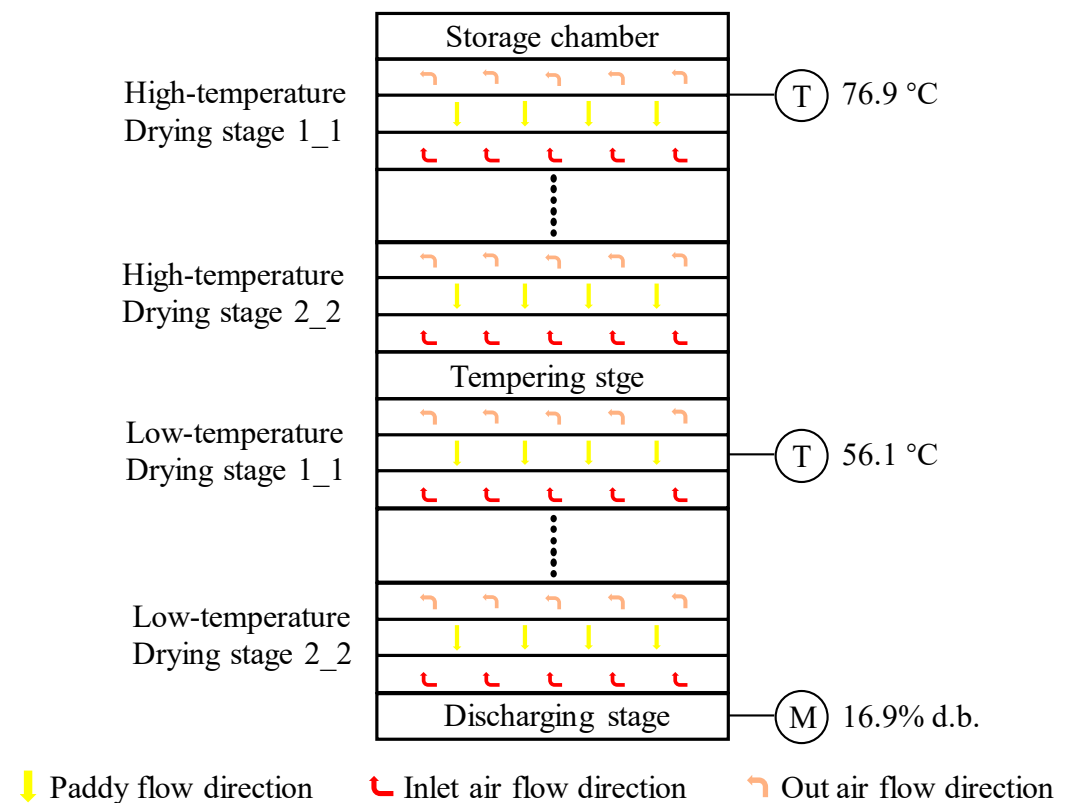 Storage chamber
High-temperature
Drying stage 1_1
T 76.9 °C
High-temperature
Drying stage 2_2
Tempering stge
Low-temperature
Drying stage 1_1
T 56.1 °C
Low-temperature
Drying stage 2_2
Discharging stage
M 16.9% d.b.
Paddy flow direction
Inlet air flow direction
Out air flow direction